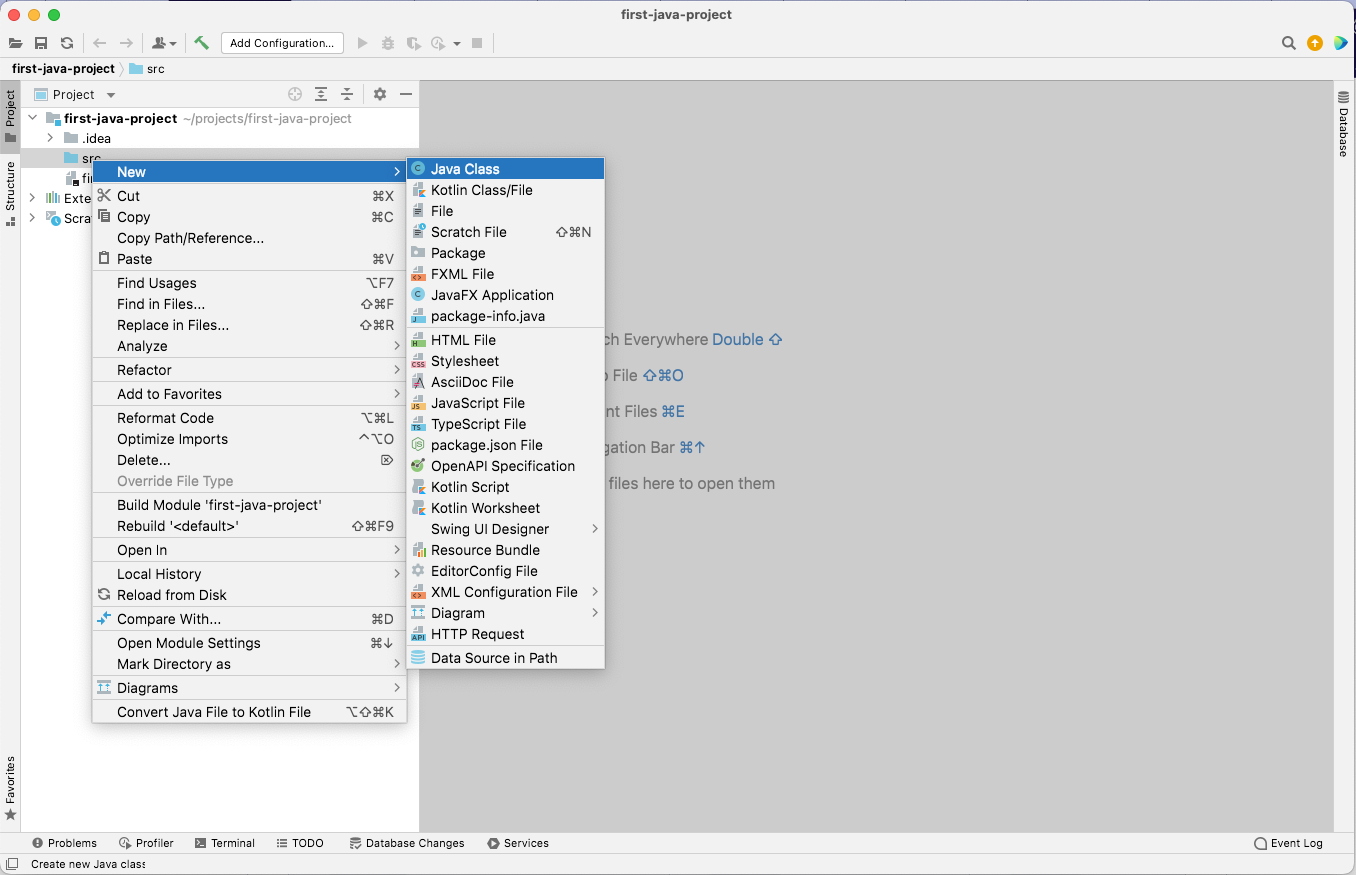 first-java-project
Add Configuration...
first-java-project
src
Project
first-java-project ~/projects/first-java-project
.idea
src
New
Cut ⌘X
Copy ⌘C
Copy Path/Reference...
Paste ⌘V
Find Usages ⌥F7
Find in Files... ⇧⌘F
Replace in Files... ⇧⌘R
Analyze
Refactor
Add to Favorites
Reformat Code ⌥⌘L
Optimize Imports ^⌥O
Delete... ⌦
Override File Type
Build Module 'first-java-project'
Rebuild '<default>' ⇧⌘F9
Open In
Local History
Reload from Disk
Compare With... ⌘D
Open Module Settings ⌘↓
Mark Directory as
Diagrams
Convert Java File to Kotlin File ⌥⇧⌘K
Java Class
Kotlin Class/File
File
Scratch File ⇧⌘N
Package
FXML File
JavaFX Application
package-info.java
HTML File
Stylesheet
AsciiDoc File
JavaScript File
TypeScript File
package.json File
OpenAPI Specification
Kotlin Script
Kotlin Worksheet
Swing UI Designer
Resource Bundle
EditorConfig File
XML Configuration File
Diagram
HTTP Request
Data Source in Path
Everywhere Double ⇧
File ⇧⌘O
Files ⌘E
Bar ⌘↑
files here to open them
Project
Structure
Favorites
Database
Problems
Profiler
Terminal
TODO
Database Changes
Services
Event Log
Create new Java class